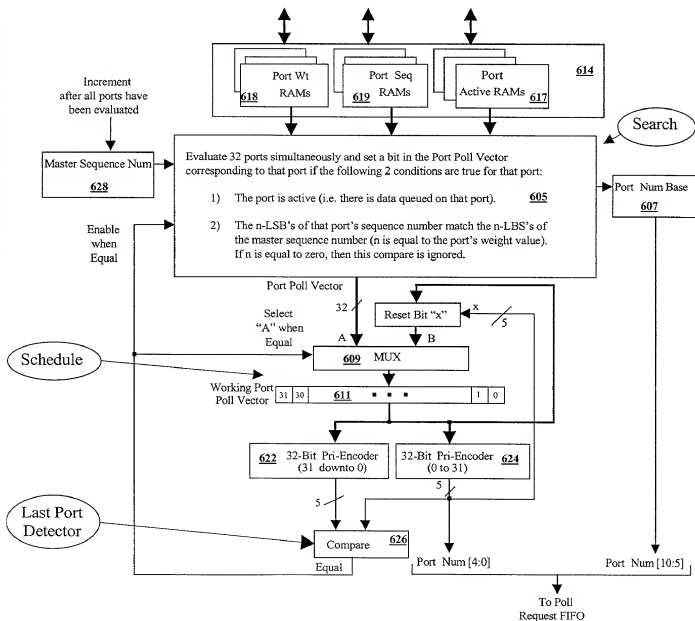 Port Wt
618 RAMs
Port Seq
619 RAMs
Port
Active RAMs 617
614
Increment
after all ports have
been evaluated
Search
Master Sequence Num
628
Evaluate 32 ports simultaneously and set a bit in the Port Poll Vector
corresponding to that port if the following 2 conditions are true for that port:
1) The port is active (i.e. there is data queued on that port). 605
2) The n-LSB's of that port's sequence number match the n-LBS's of
the master sequence number (n is equal to the port's weight value).
If n is equal to zero, then this compare is ignored.
Port Num Base
607
Enable
when
Equal
Port Poll Vector
32
Reset Bit "x"
x
5
Select
"A" when
Equal
A
B
609 MUX
Schedule
Working Port
Poll Vector
31 30 611 ▪ ▪ ▪ 1 0
622 32-Bit Pri-Encoder
(31 downto 0)
32-Bit Pri-Encoder 624
(0 to 31)
5
5
Last Port
Detector
Compare 626
Equal
Port Num [4:0]
Port Num [10:5]
To Poll
Request FIFO